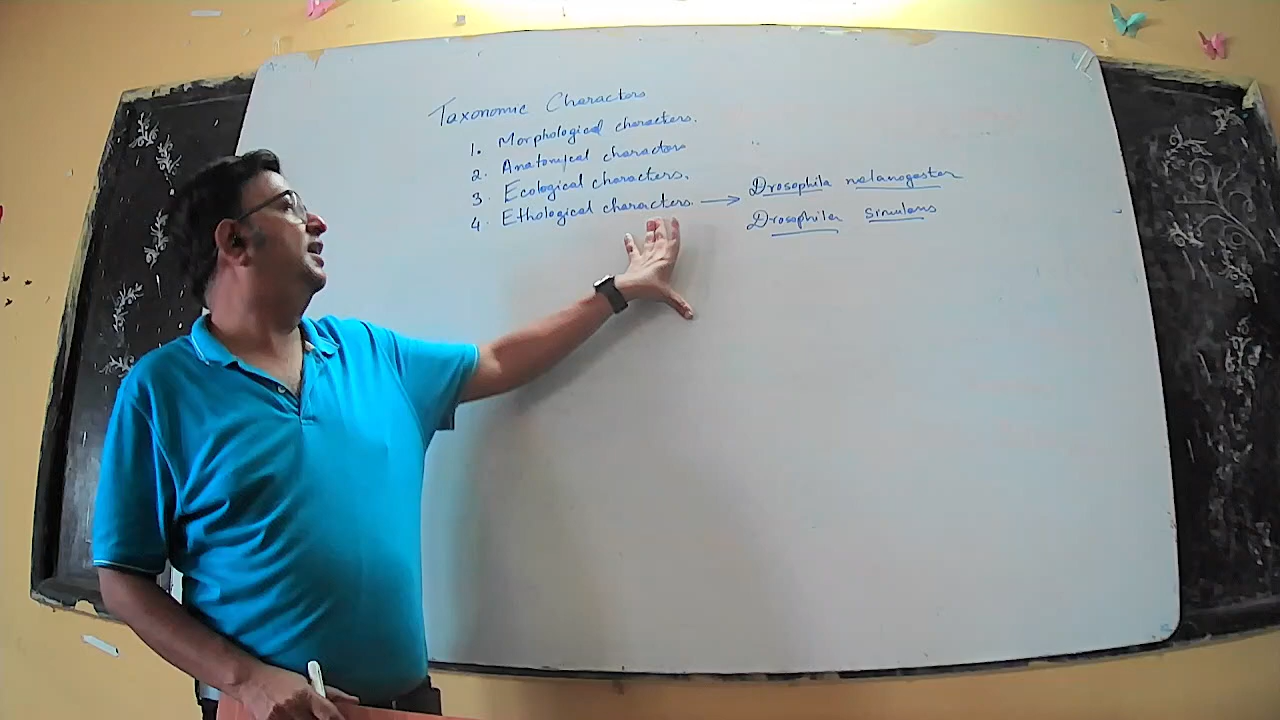 Taxonomic Characters
1. Morphological characters.
2. Anatomical characters
3. Ecological characters.
4. Ethological characters. → Drosophila melanogaster
Drosophila simulans